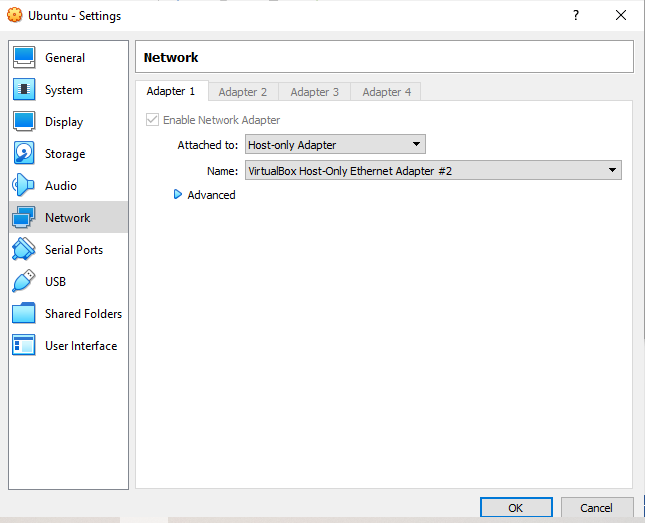 Ubuntu - Settings
General
System
Display
Storage
Audio
Network
Serial Ports
USB
Shared Folders
User Interface
Network
Adapter 1 Adapter 2 Adapter 3 Adapter 4
Enable Network Adapter
Attached to: Host-only Adapter
Name: VirtualBox Host-Only Ethernet Adapter #2
Advanced
OK Cancel